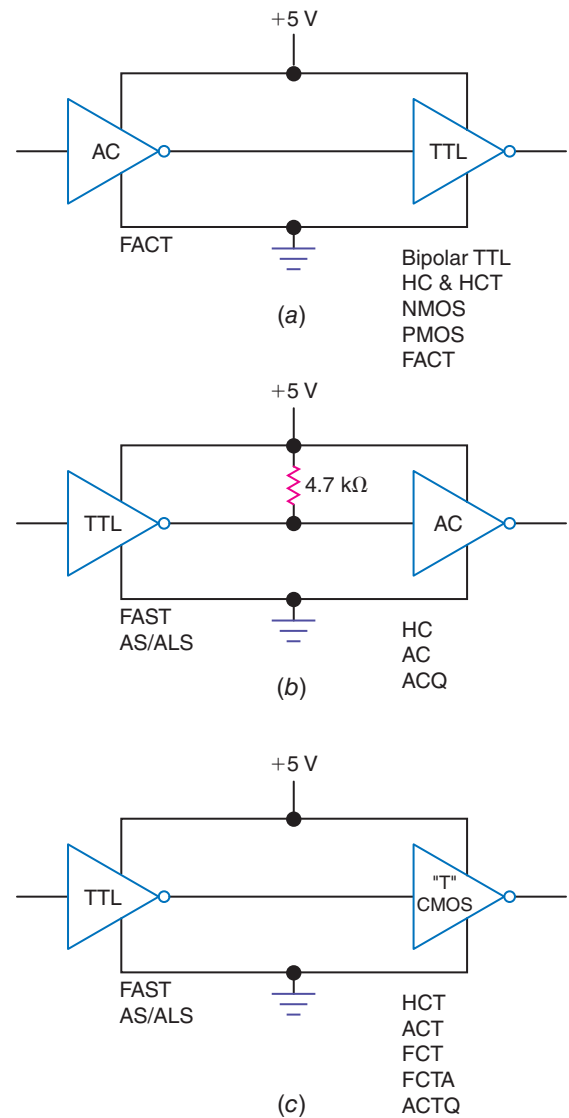 +5 V
AC
TTL
FACT
Bipolar TTL
HC & HCT
NMOS
PMOS
FACT
(a)
+5 V
4.7 kΩ
TTL
AC
FAST
AS/ALS
HC
AC
ACQ
(b)
+5 V
TTL
"T"
CMOS
FAST
AS/ALS
HCT
ACT
FCT
FCTA
ACTQ
(c)